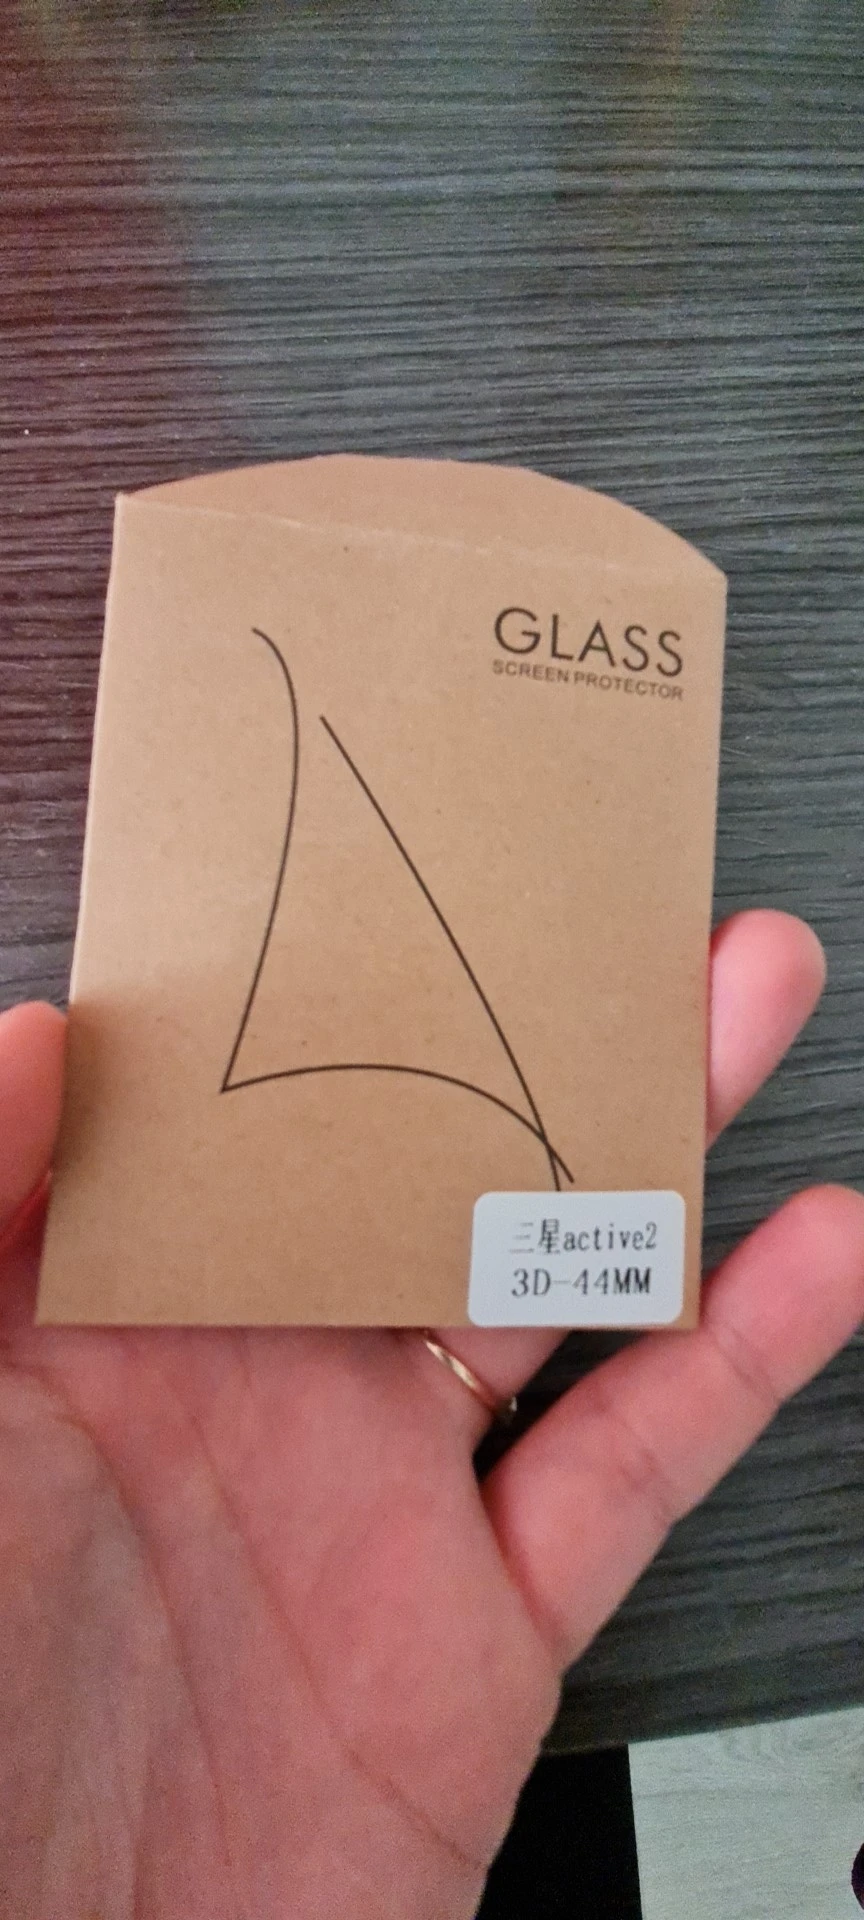 GLASS
SCREEN PROTECTOR
三星active2
3D-44MM